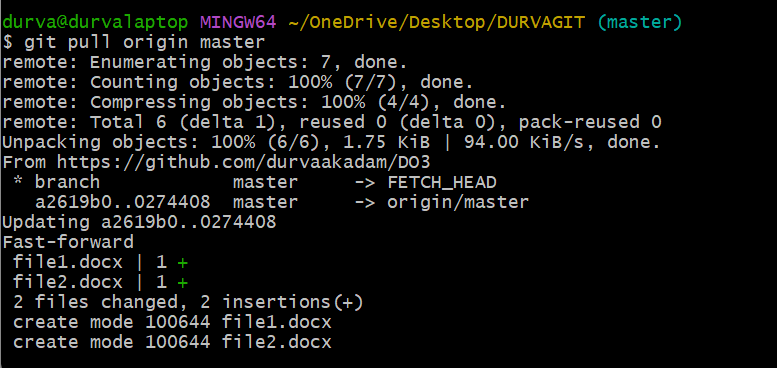 durva@durvalaptop MINGW64 ~/OneDrive/Desktop/DURVAGIT (master)
$ git pull origin master
remote: Enumerating objects: 7, done.
remote: Counting objects: 100% (7/7), done.
remote: Compressing objects: 100% (4/4), done.
remote: Total 6 (delta 1), reused 0 (delta 0), pack-reused 0
Unpacking objects: 100% (6/6), 1.75 KiB | 94.00 KiB/s, done.
From https://github.com/durvaakadam/DO3
 * branch            master     -> FETCH_HEAD
   a2619b0..0274408  master     -> origin/master
Updating a2619b0..0274408
Fast-forward
 file1.docx | 1 +
 file2.docx | 1 +
 2 files changed, 2 insertions(+)
 create mode 100644 file1.docx
 create mode 100644 file2.docx